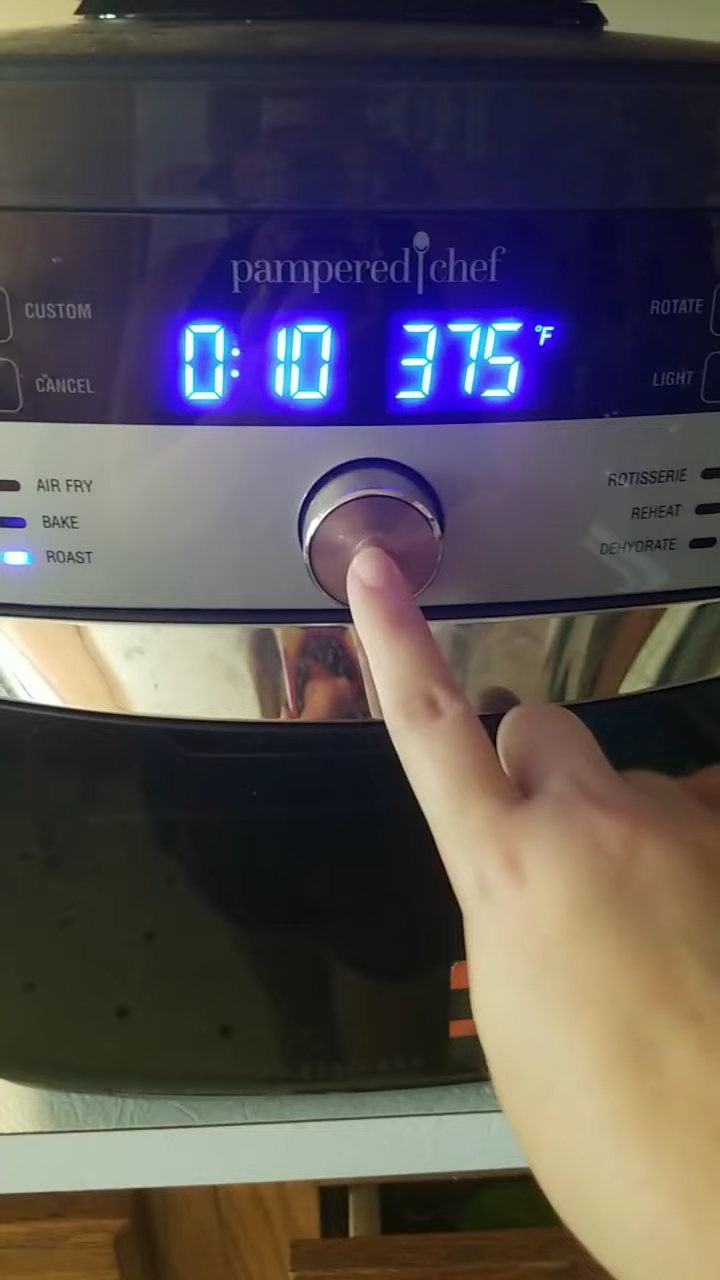 pampered chef
CUSTOM
ROTATE
0:10 375 °F
CANCEL
LIGHT
AIR FRY
ROTISSERIE
BAKE
REHEAT
ROAST
DEHYDRATE